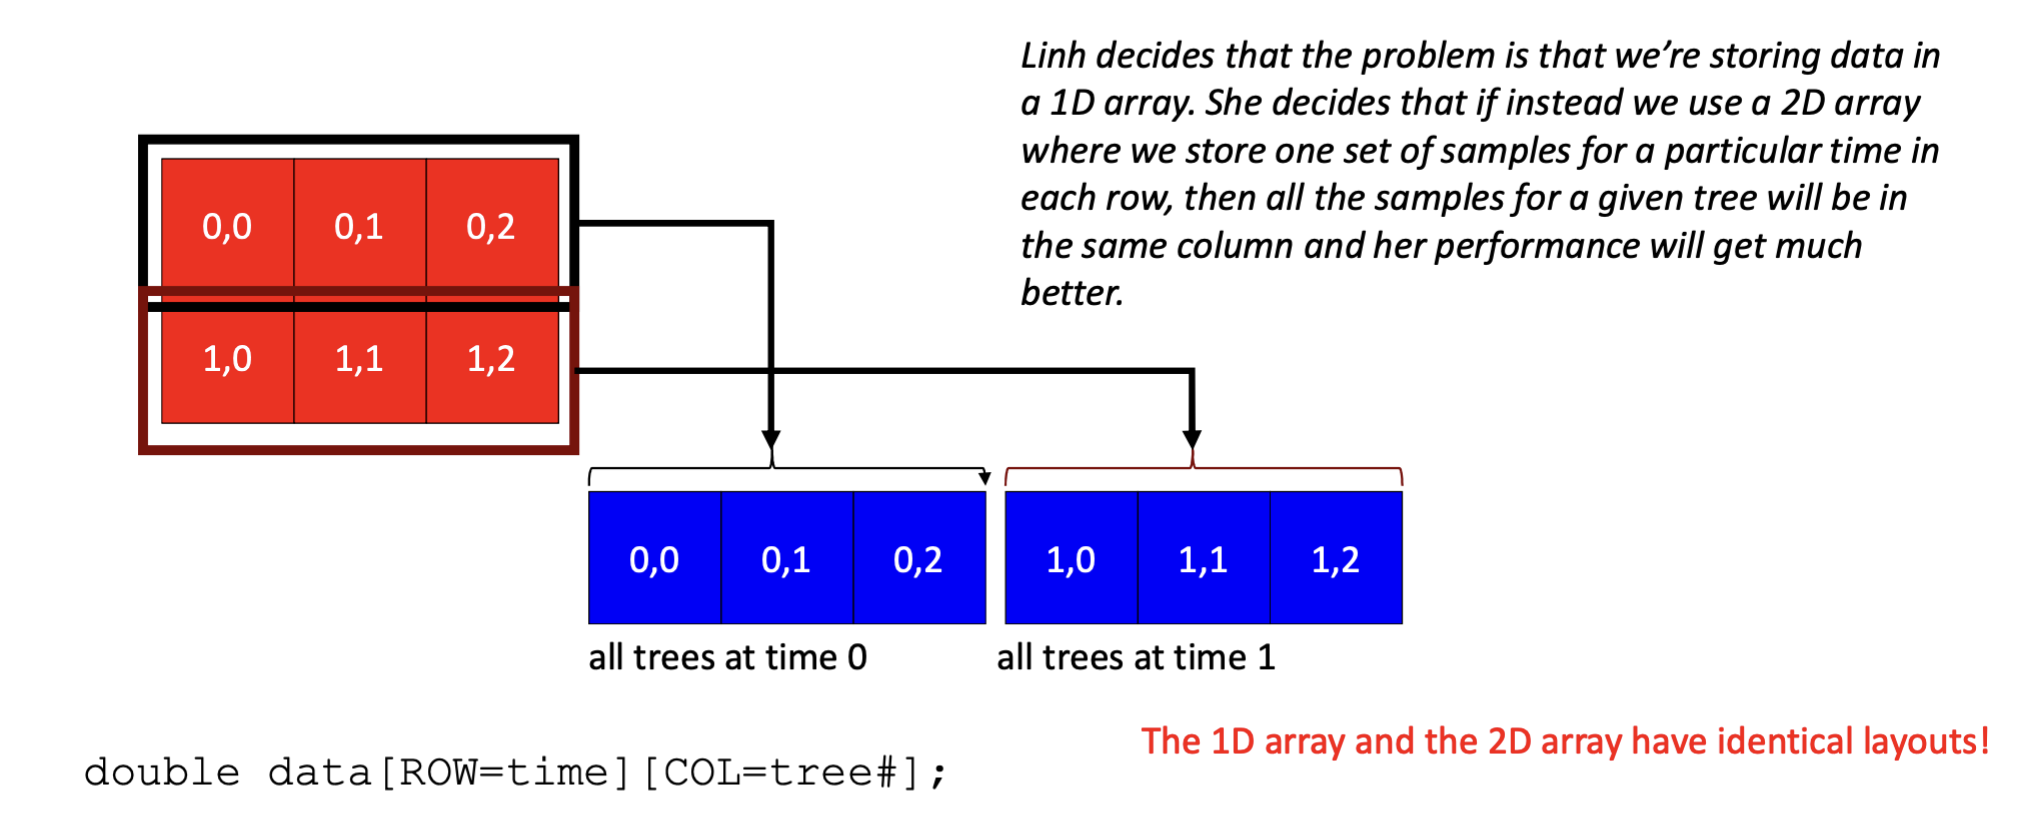 Linh decides that the problem is that we’re storing data in
a 1D array. She decides that if instead we use a 2D array
where we store one set of samples for a particular time in
each row, then all the samples for a given tree will be in
the same column and her performance will get much
better.
0,0 0,1 0,2
1,0 1,1 1,2
0,0 0,1 0,2 1,0 1,1 1,2
all trees at time 0 all trees at time 1
The 1D array and the 2D array have identical layouts!
double data[ROW=time][COL=tree#];